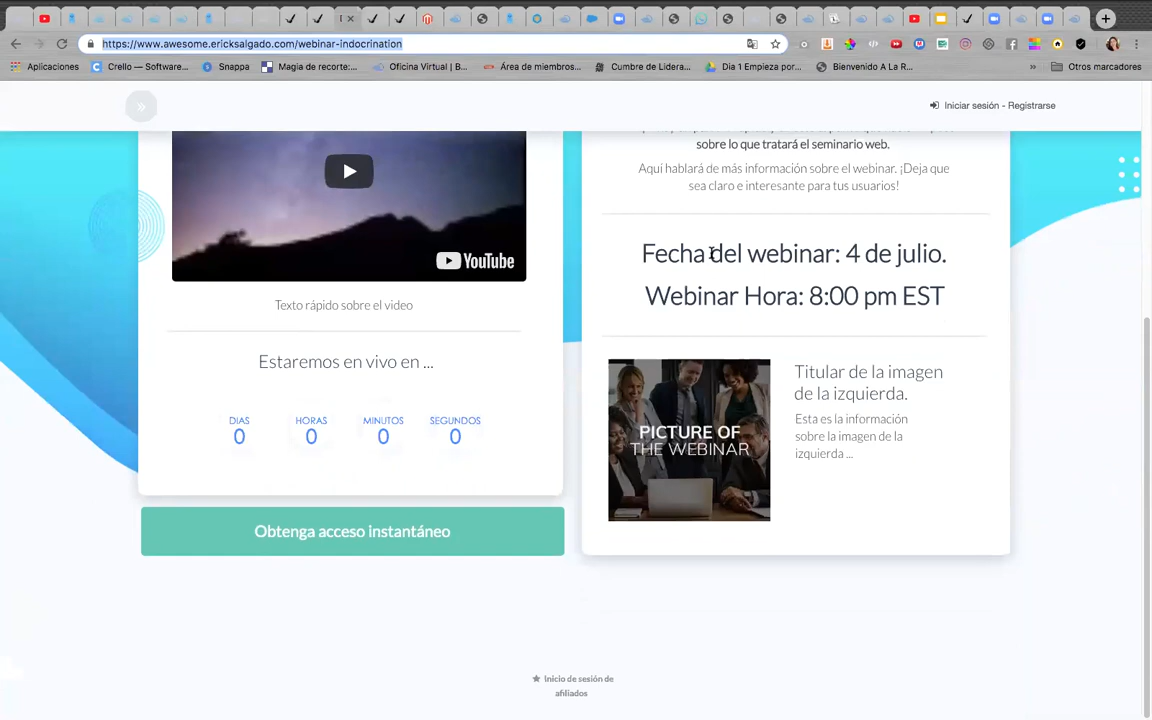 https://www.awesome.ericksalgado.com/webinar-indocrination
Aplicaciones
Crello — Software...
Snappa
Magia de recorte:...
Oficina Virtual | B...
Área de miembros...
Cumbre de Lidera...
Dia 1 Empieza por...
Bienvenido A La R...
»
Otros marcadores
»
Iniciar sesión - Registrarse
YouTube
Texto rápido sobre el video
Estaremos en vivo en ...
DIAS HORAS MINUTOS SEGUNDOS
0 0 0 0
Obtenga acceso instantáneo
sobre lo que tratará el seminario web.
Aqui hablará de más información sobre el webinar. ¡Deja que
sea claro e interesante para tus usuarios!
Fecha del webinar: 4 de julio.
Webinar Hora: 8:00 pm EST
PICTURE OF
THE WEBINAR
Titular de la imagen
de la izquierda.
Esta es la información
sobre la imagen de la
izquierda ...
Inicio de sesión de
afiliados